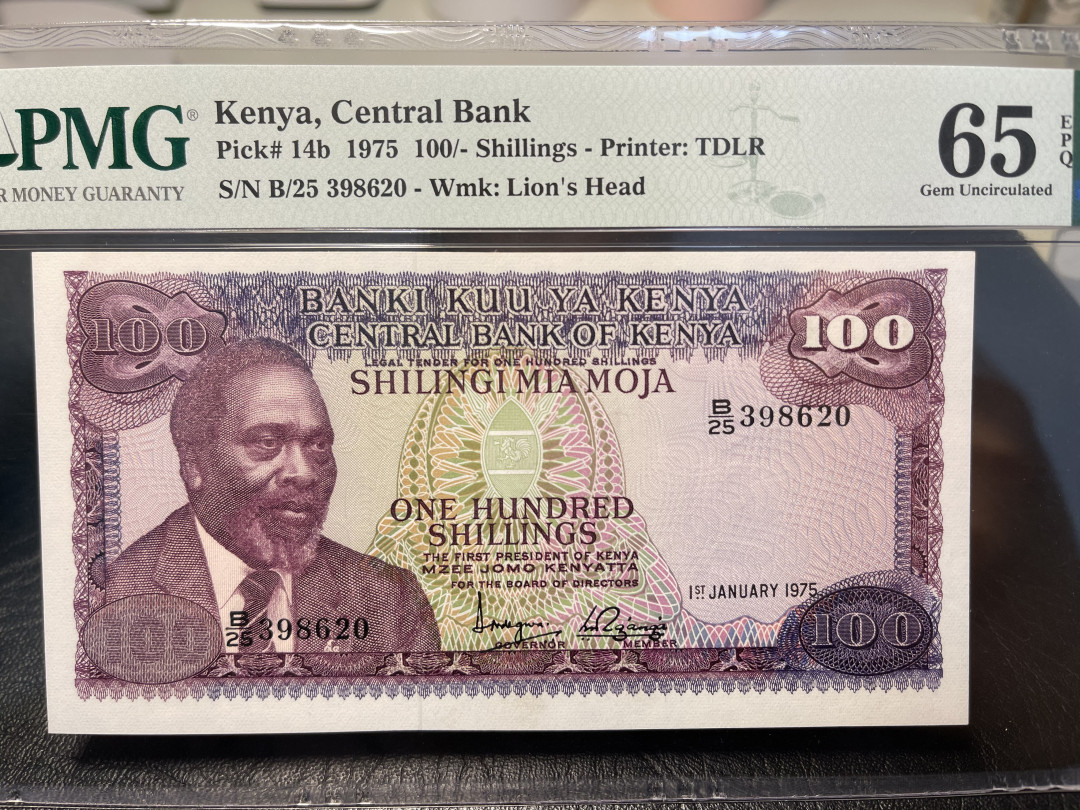 PMG®
R MONEY GUARANTY
Kenya, Central Bank
Pick# 14b 1975 100/- Shillings - Printer: TDLR
S/N B/25 398620 - Wmk: Lion's Head
65
EPQ
Gem Uncirculated
100
BANKI KUU YA KENYA
CENTRAL BANK OF KENYA
100
LEGAL TENDER FOR ONE HUNDRED SHILLINGS
SHILINGI MIA MOJA
B/25 398620
ONE HUNDRED
SHILLINGS
THE FIRST PRESIDENT OF KENYA
MZEE JOMO KENYATTA
FOR THE BOARD OF DIRECTORS
1ST JANUARY 1975
100
B/25 398620
GOVERNOR
MEMBER
100